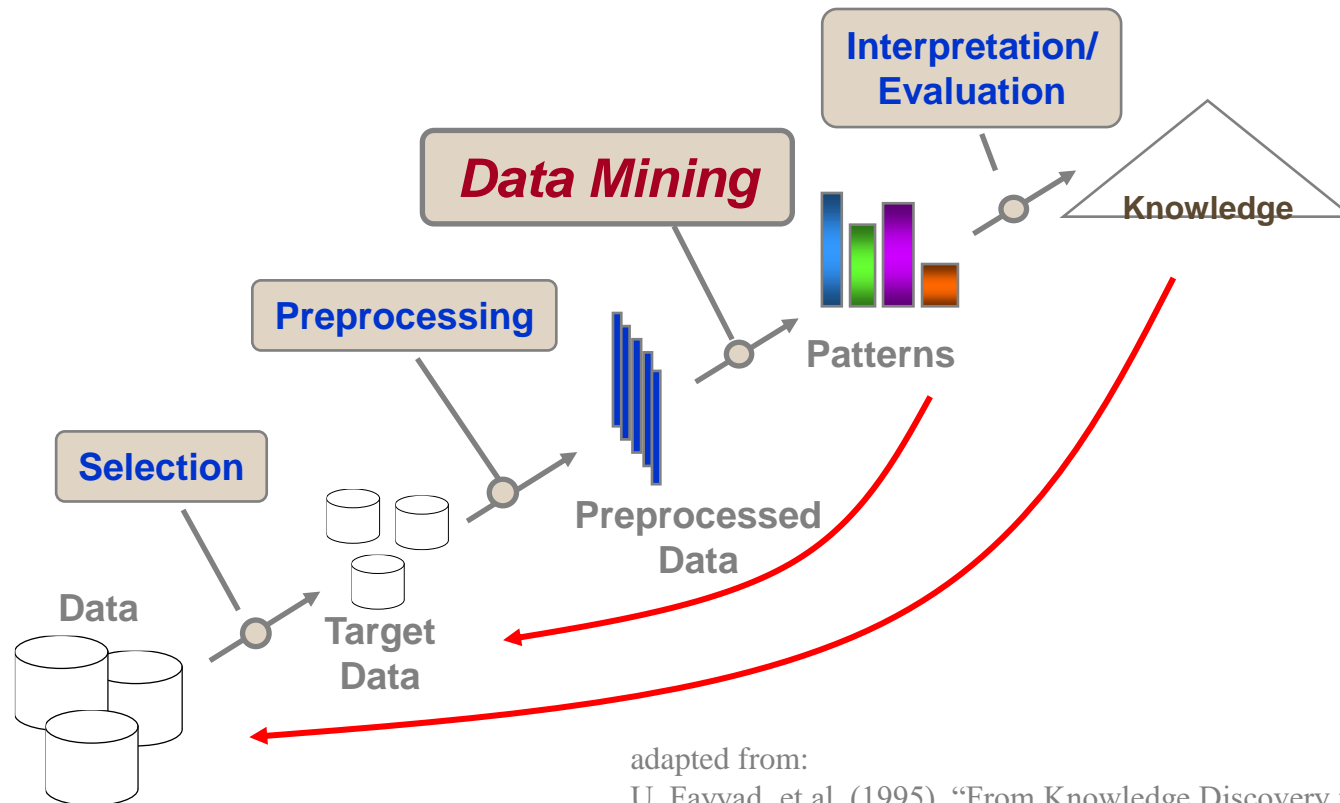 Interpretation/
Evaluation
Data Mining
Knowledge
Preprocessing
Patterns
Selection
Preprocessed
Data
Data
Target
Data
adapted from:
U. Fayyad, et al. (1995), “From Knowledge Discovery